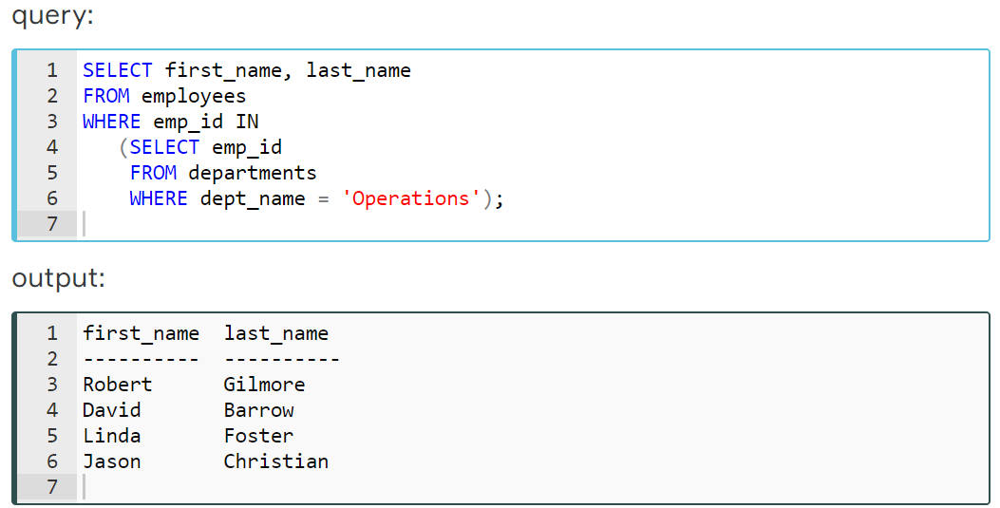 query:
1 SELECT first_name, last_name
2 FROM employees
3 WHERE emp_id IN
4    (SELECT emp_id
5     FROM departments
6     WHERE dept_name = 'Operations');
7
output:
1 first_name  last_name
2 ----------  ----------
3 Robert      Gilmore
4 David       Barrow
5 Linda       Foster
6 Jason       Christian
7